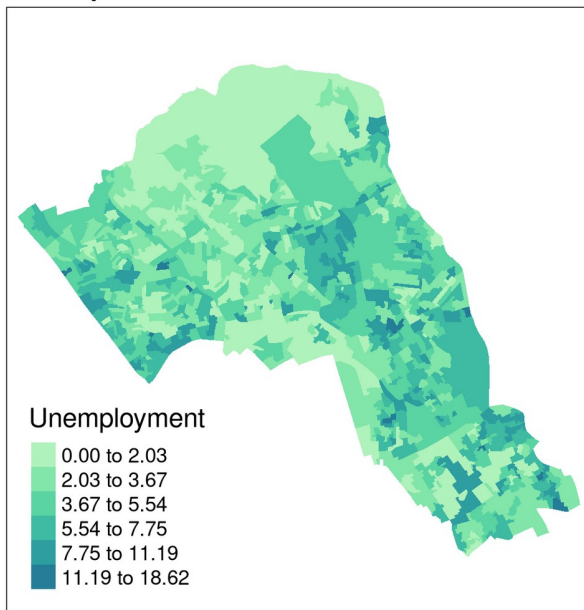 Unemployment
0.00 to 2.03
2.03 to 3.67
3.67 to 5.54
5.54 to 7.75
7.75 to 11.19
11.19 to 18.62